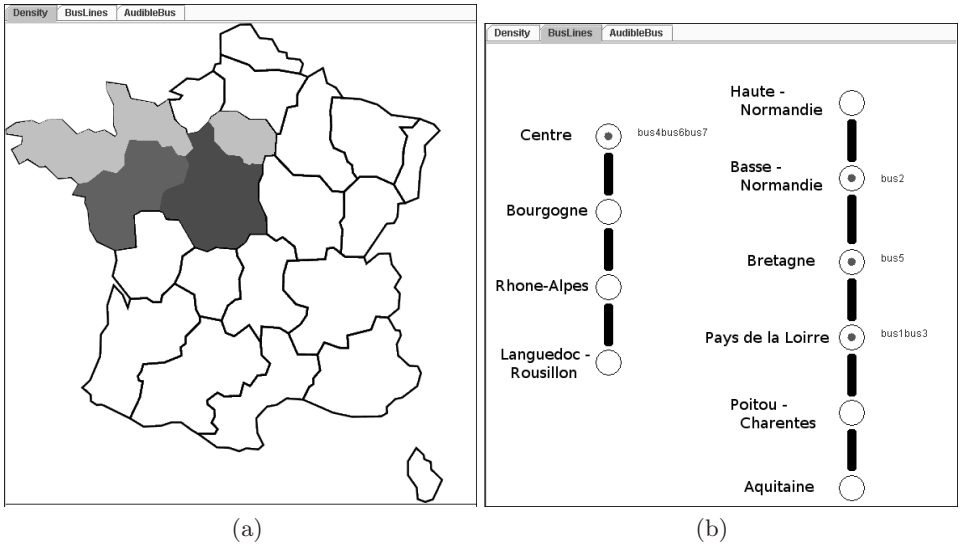 Density BusLines AudibleBus
(a)
Density BusLines AudibleBus
Centre bus4bus6bus7
Bourgogne
Rhone-Alpes
Languedoc -
Rousillon
Haute -
Normandie
Basse -
Normandie bus2
Bretagne bus5
Pays de la Loirre bus1bus3
Poitou -
Charentes
Aquitaine
(b)